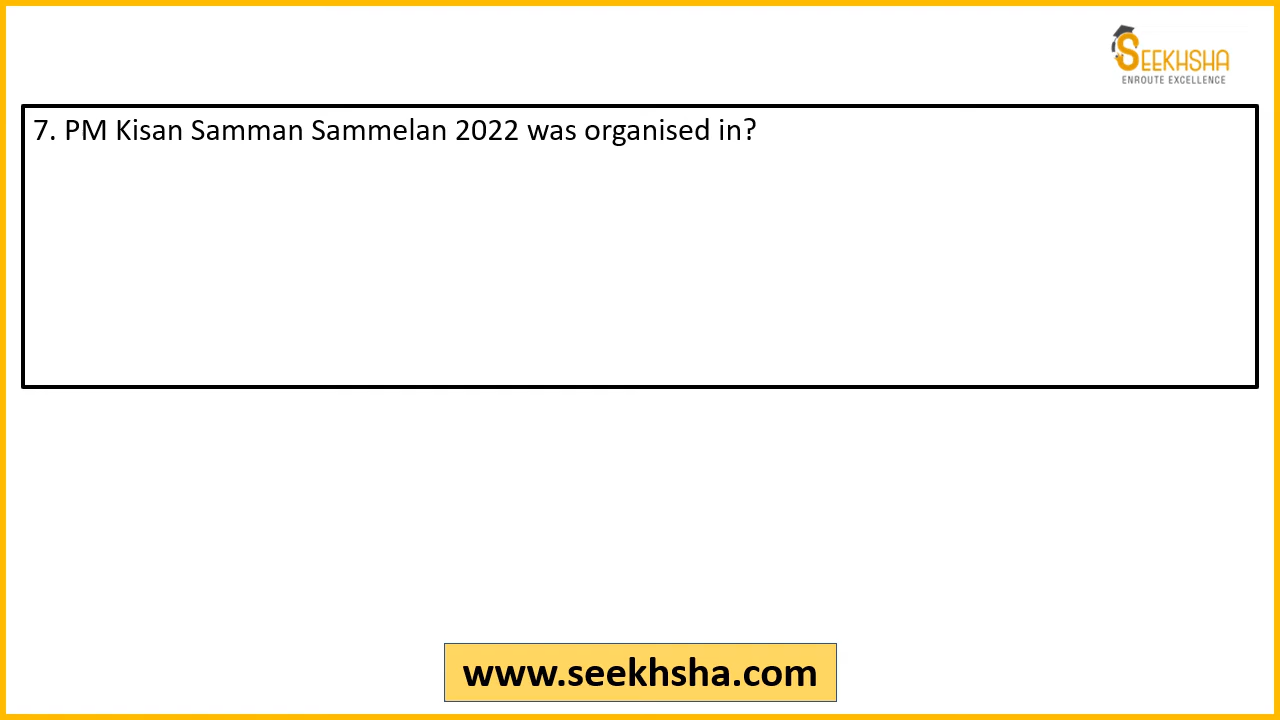 SEEKHSHA
ENROUTE EXCELLENCE
7. PM Kisan Samman Sammelan 2022 was organised in?
www.seekhsha.com